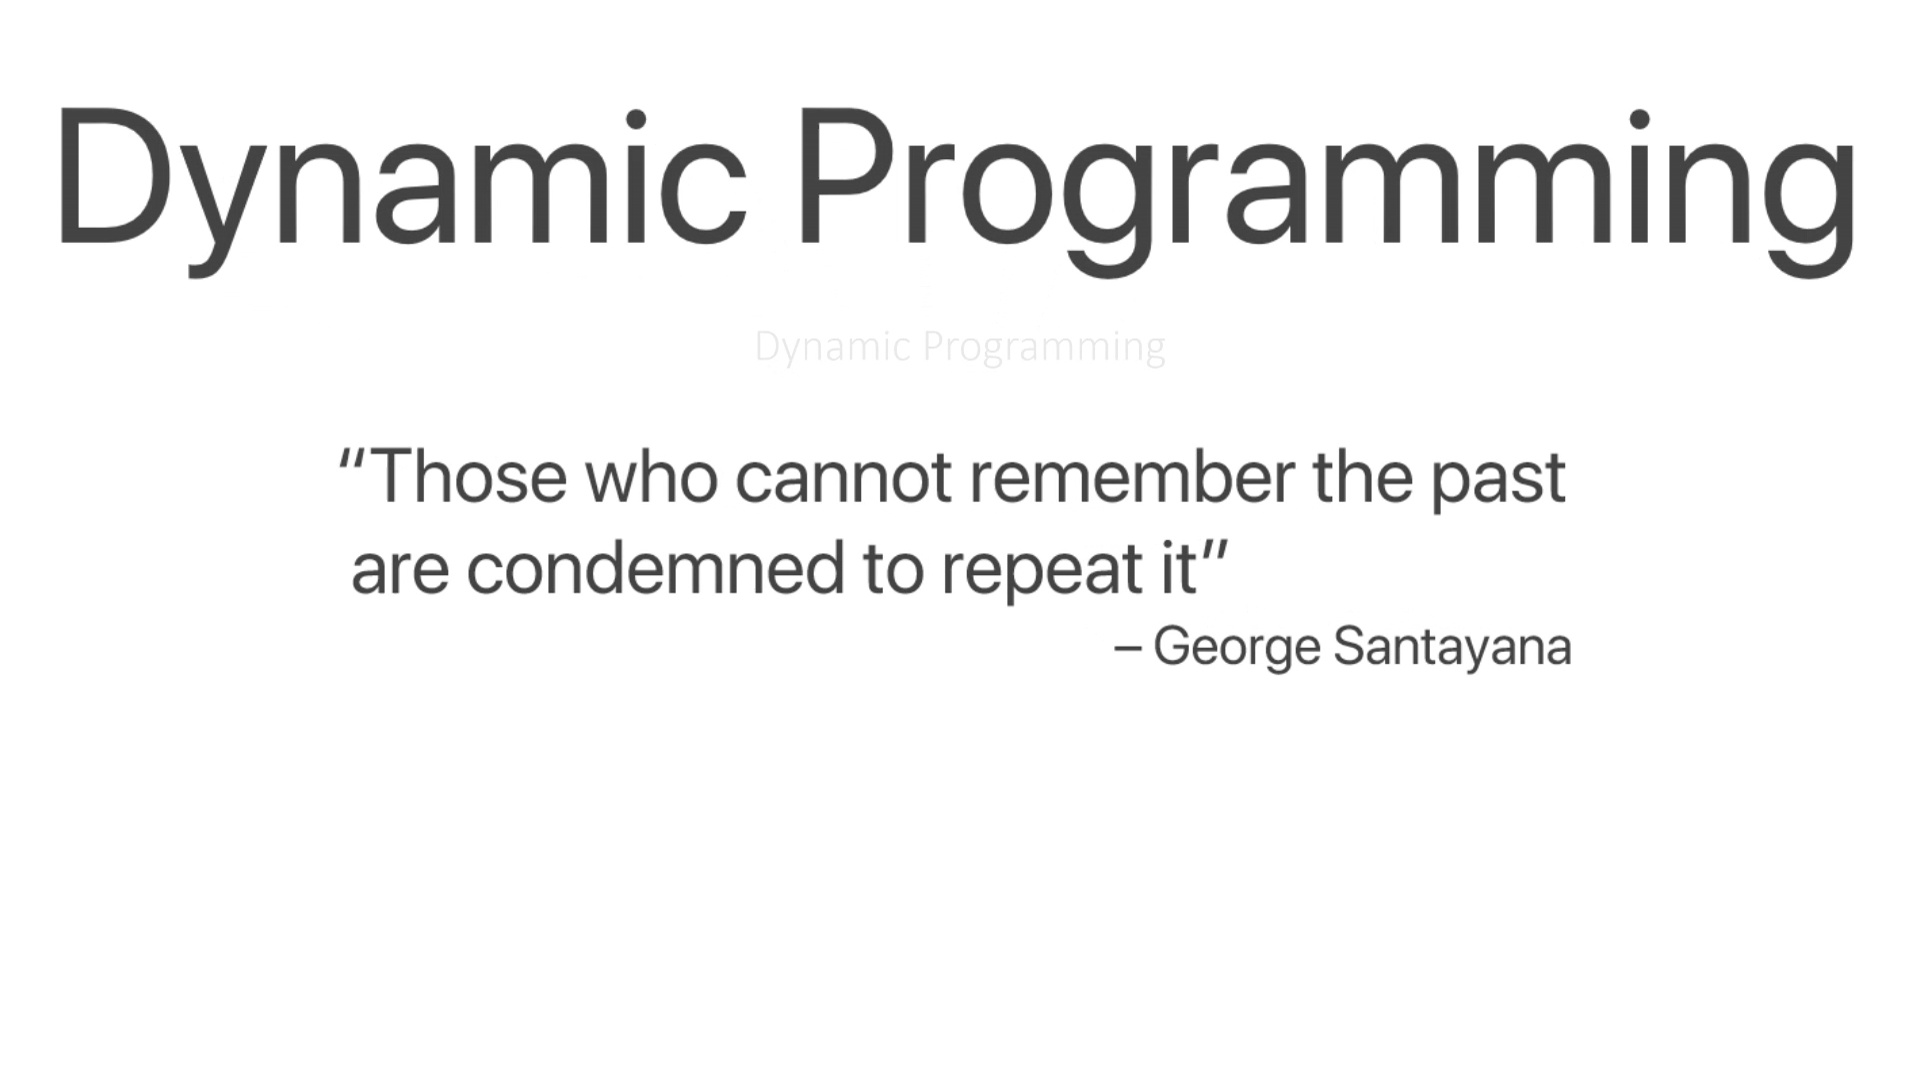 Dynamic Programming
Dynamic Programming
“Those who cannot remember the past
are condemned to repeat it”
– George Santayana